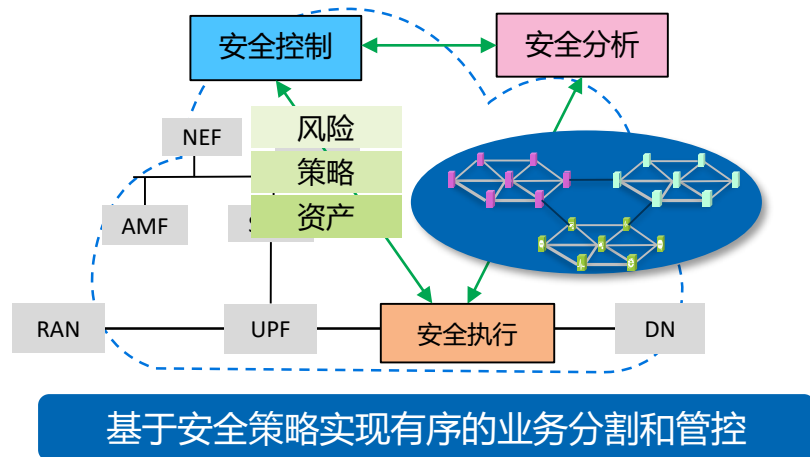 安全控制
安全分析
NEF
风险
策略
资产
AMF
S
RAN
UPF
安全执行
DN
基于安全策略实现有序的业务分割和管控